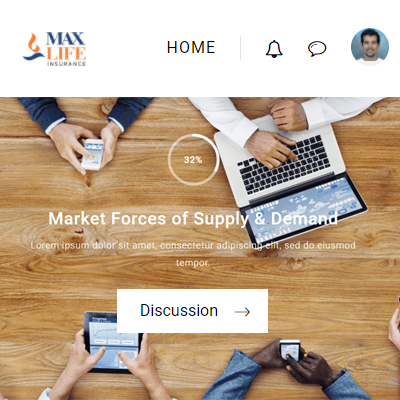 MAX
LIFE
INSURANCE
HOME
32%
Market Forces of Supply & Demand
Lorem ipsum dolor sit amet, consectetur adipiscing elit, sed do eiusmod
tempor.
Discussion